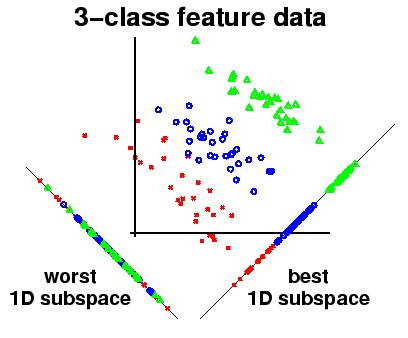 3-class feature data
worst
1D subspace
best
1D subspace